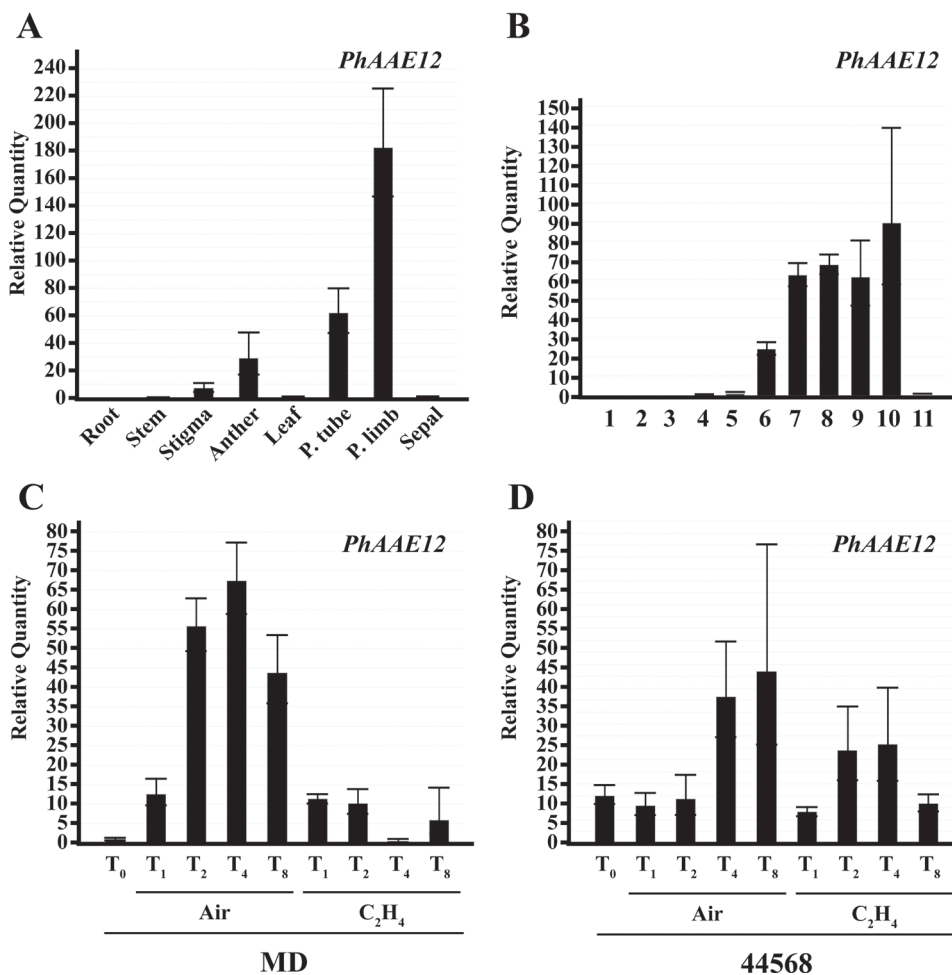 A
PhAAE12
Relative Quantity
240
220
200
180
160
140
120
100
80
60
40
20
0
Root
Stem
Stigma
Anther
Leaf
P. tube
P. limb
Sepal
B
PhAAE12
Relative Quantity
150
140
130
120
110
100
90
80
70
60
50
40
30
20
10
0
1 2 3 4 5 6 7 8 9 10 11
C
PhAAE12
Relative Quantity
80
75
70
65
60
55
50
45
40
35
30
25
20
15
10
5
0
T₀ T₁ T₂ T₄ T₈ T₁ T₂ T₄ T₈
Air C₂H₄
MD
D
PhAAE12
Relative Quantity
80
75
70
65
60
55
50
45
40
35
30
25
20
15
10
5
0
T₀ T₁ T₂ T₄ T₈ T₁ T₂ T₄ T₈
Air C₂H₄
44568